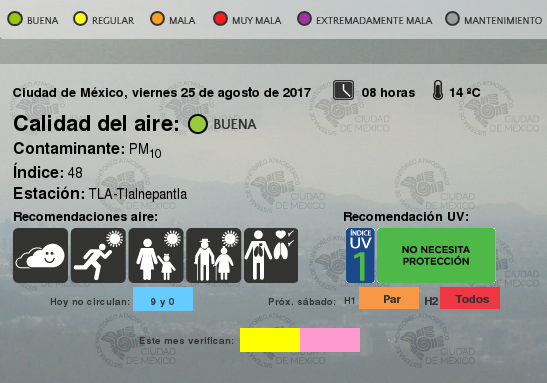 BUENA REGULAR MALA MUY MALA EXTREMADAMENTE MALA MANTENIMIENTO
Ciudad de México, viernes 25 de agosto de 2017 08 horas 14 ºC
Calidad del aire: BUENA
Contaminante: PM10
Índice: 48
Estación: TLA-Tlalnepantla
Recomendaciones aire: Recomendación UV:
ÍNDICE UV 1 NO NECESITA
PROTECCIÓN
Hoy no circulan: 9 y 0 Próx. sábado: H1 Par H2 Todos
Este mes verifican:
CIUDAD
DE MÉXICO